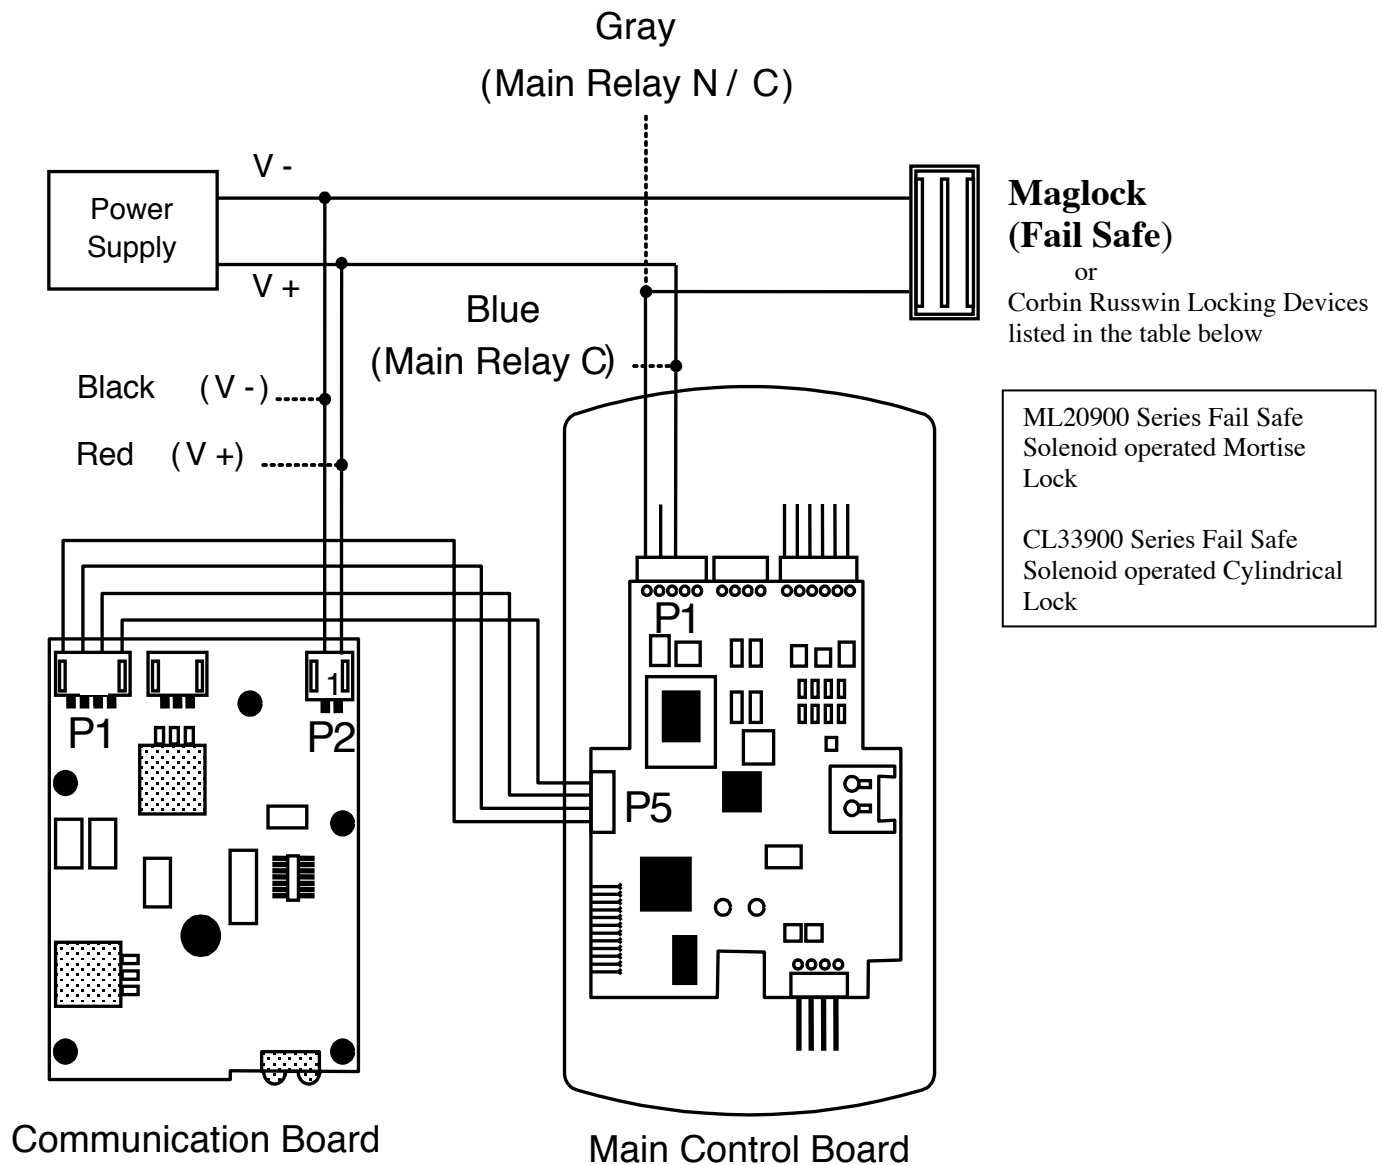 Gray
(Main Relay N / C)
V -
Power
Supply
V +
Maglock
(Fail Safe)
or
Corbin Russwin Locking Devices
listed in the table below
Blue
(Main Relay C)
Black (V -)
Red (V +)
ML20900 Series Fail Safe
Solenoid operated Mortise
Lock
CL33900 Series Fail Safe
Solenoid operated Cylindrical
Lock
P1
1
P1
P2
P5
Communication Board
Main Control Board